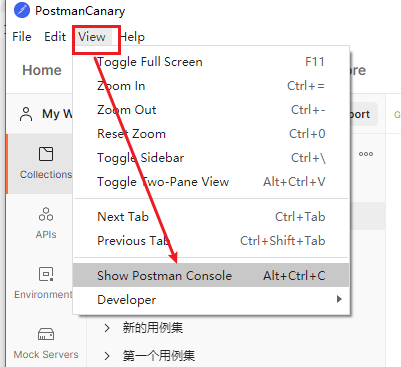 PostmanCanary
File Edit View
Home ore
Toggle Full Screen F11
Zoom In Ctrl+=
Zoom Out Ctrl+-
Reset Zoom Ctrl+0
Toggle Sidebar Ctrl+\
Toggle Two-Pane View Alt+Ctrl+V
Next Tab Ctrl+Tab
Previous Tab Ctrl+Shift+Tab
Show Postman Console Alt+Ctrl+C
Developer
My W port G
Collections
APIs
Environment
Mock Servers
新的用例集
第一个用例集